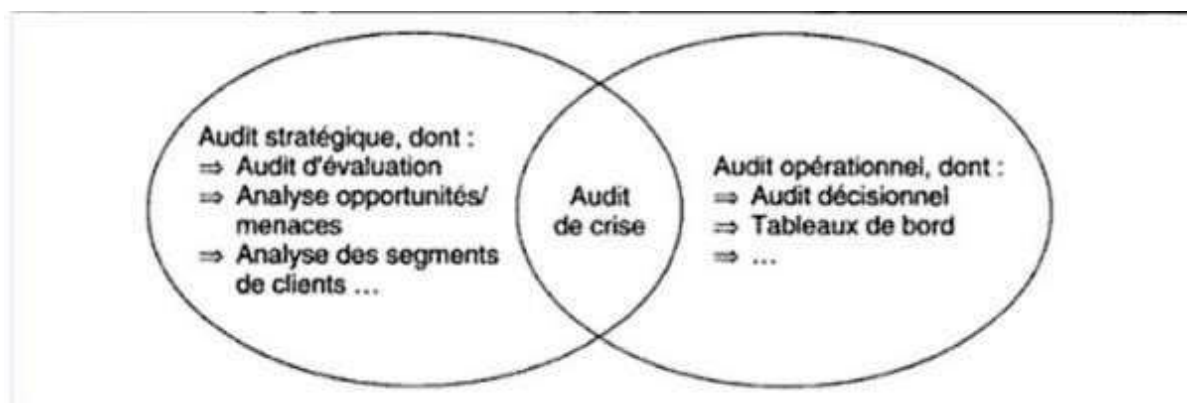 Audit stratégique, dont :
⇒ Audit d'évaluation
⇒ Analyse opportunités/
menaces
⇒ Analyse des segments
de clients ...
Audit
de crise
Audit opérationnel, dont :
⇒ Audit décisionnel
⇒ Tableaux de bord
⇒ ...